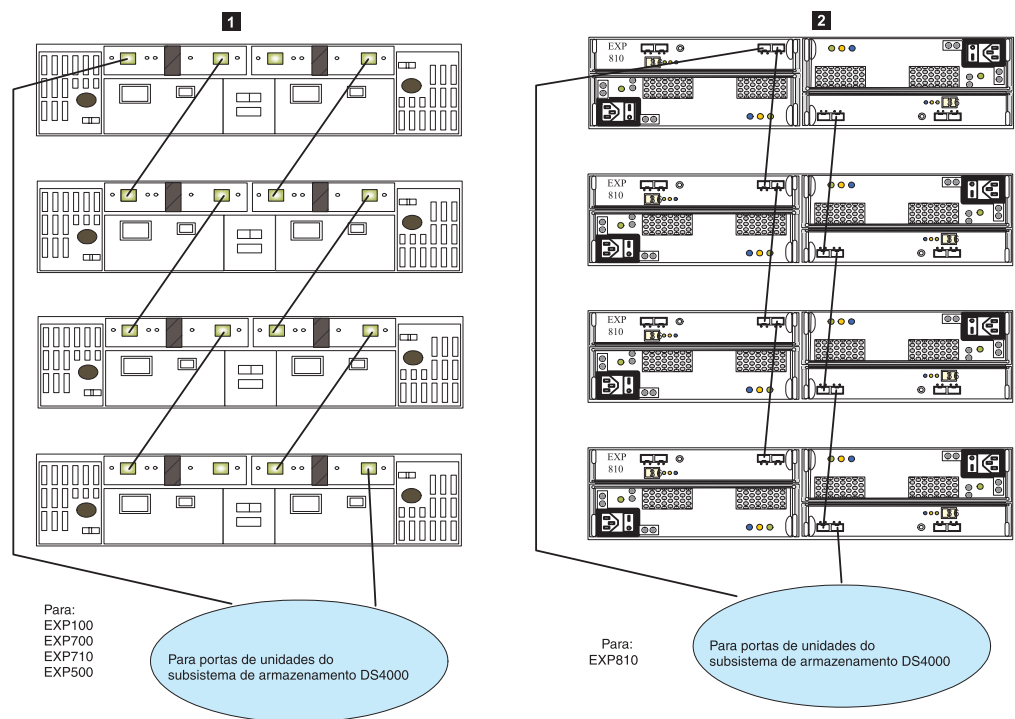 1
2
EXP
810
EXP
810
EXP
810
EXP
810
Para:
EXP100
EXP700
EXP710
EXP500
Para portas de unidades do
subsistema de armazenamento DS4000
Para:
EXP810
Para portas de unidades do
subsistema de armazenamento DS4000